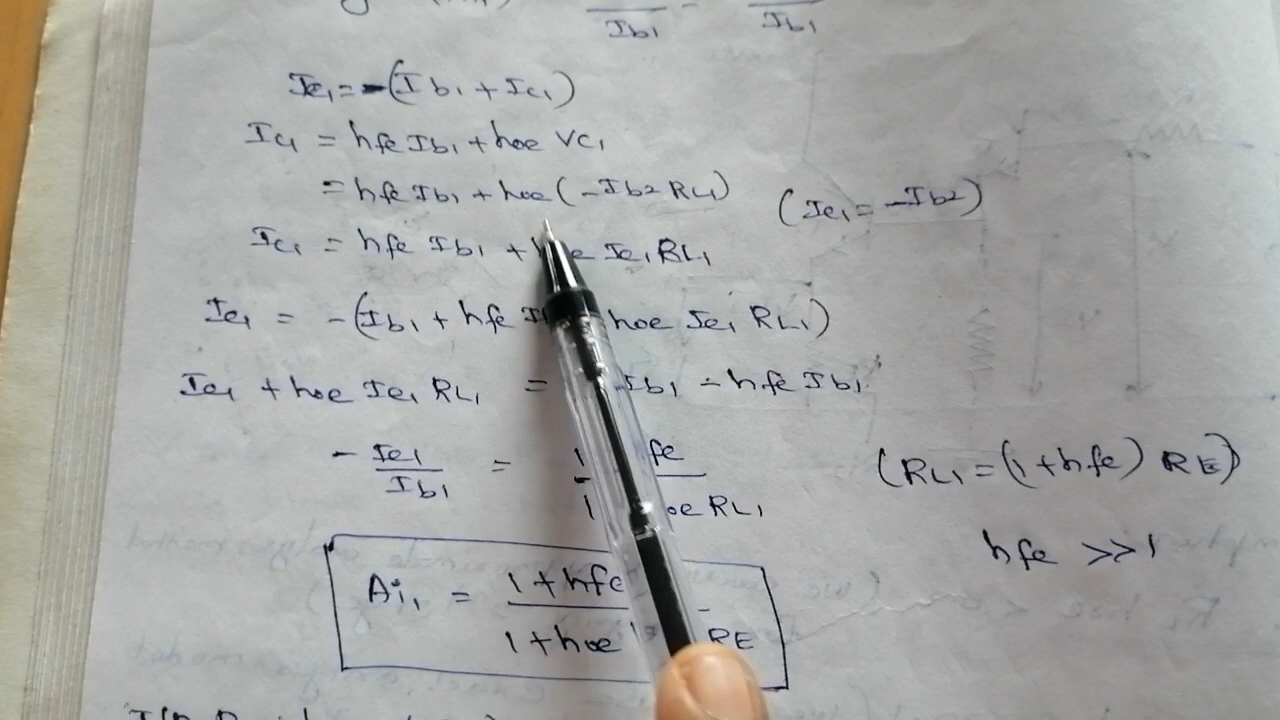 Ib1 Ib1
Ie1 = -(Ib1 + Ic1)
Ic1 = hfe Ib1 + hoe Vc1
= hfe Ib1 + hoe (-Ib2 RL1) (Ie1 = -Ib2)
Ic1 = hfe Ib1 + h e Ie1 RL1
Ie1 = -(Ib1 + hfe I hoe Ie1 RL1)
Ie1 + hoe Ie1 RL1 = Ib1 - hfe Ib1
- Ie1 / Ib1 = 1 fe / 1 oe RL1 (RL1 = (1+hfe) RE)
hfe >> 1
Ai1 = 1+hfe / 1+hoe RE